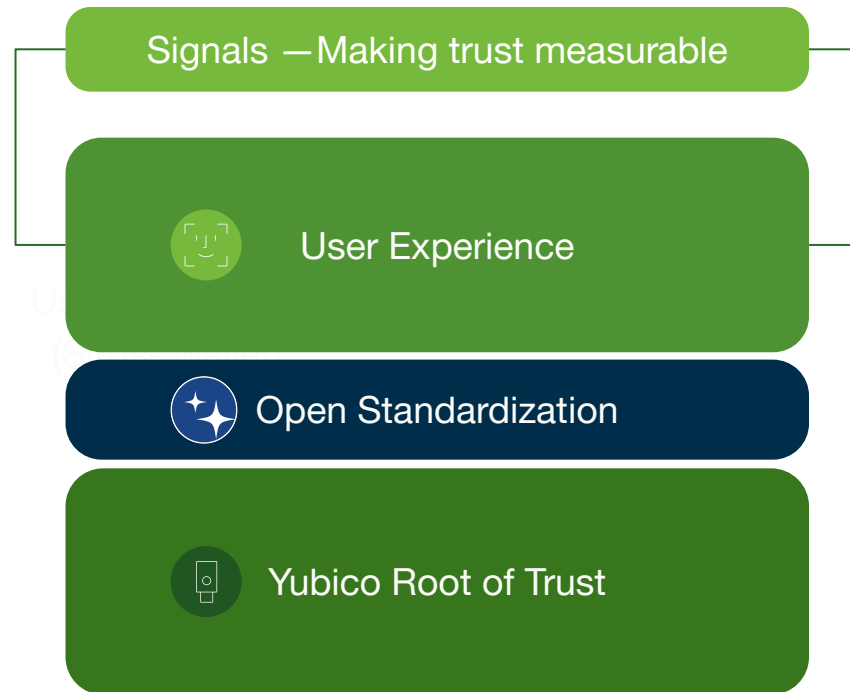 Signals —Making trust measurable
User Experience
Open Standardization
Yubico Root of Trust